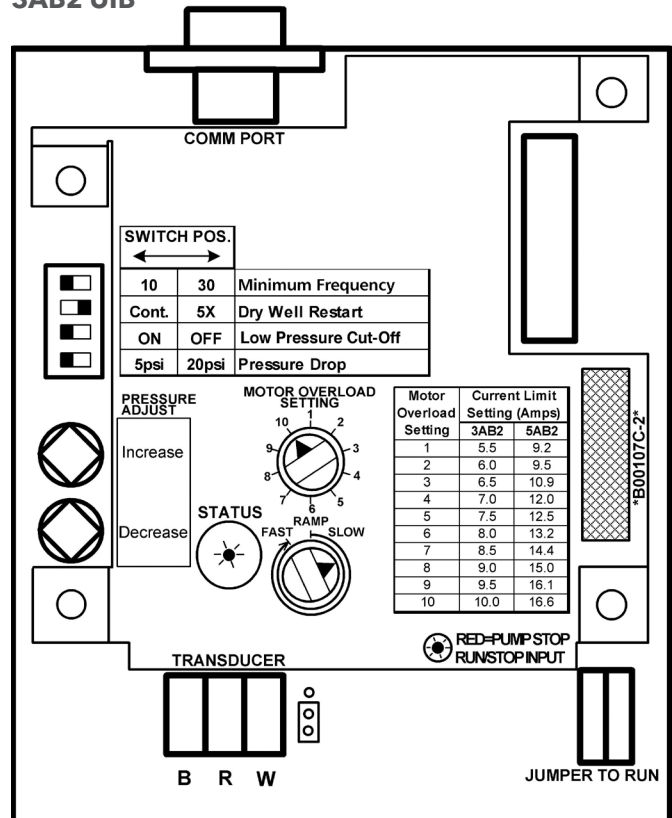 3AB2 UIB
COMM PORT
SWITCH POS.
10 30 Minimum Frequency
Cont. 5X Dry Well Restart
ON OFF Low Pressure Cut-Off
5psi 20psi Pressure Drop
PRESSURE
ADJUST
Increase
Decrease
MOTOR OVERLOAD
SETTING
1
2
3
4
5
6
7
8
9
10
STATUS
RAMP
FAST
SLOW
Motor Overload Setting Current Limit Setting (Amps)
3AB2 5AB2
1 5.5 9.2
2 6.0 9.5
3 6.5 10.9
4 7.0 12.0
5 7.5 12.5
6 8.0 13.2
7 8.5 14.4
8 9.0 15.0
9 9.5 16.1
10 10.0 16.6
*B00107C-2*
RED=PUMP STOP
RUN/STOP INPUT
TRANSDUCER
B R W
JUMPER TO RUN